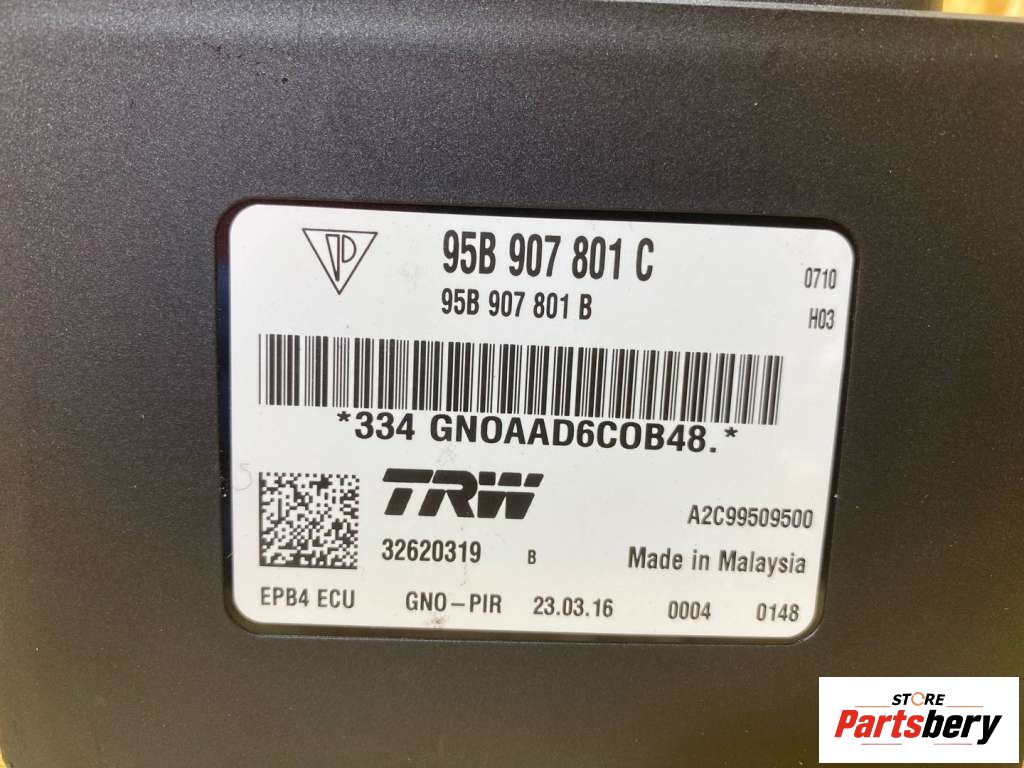 95B 907 801 C
0710
95B 907 801 B
H03
*334 GNOAAD6COB48.*
TRW
A2C99509500
32620319 B
Made in Malaysia
EPB4 ECU GNO-PIR 23.03.16 0004 0148
STORE
Partsbery